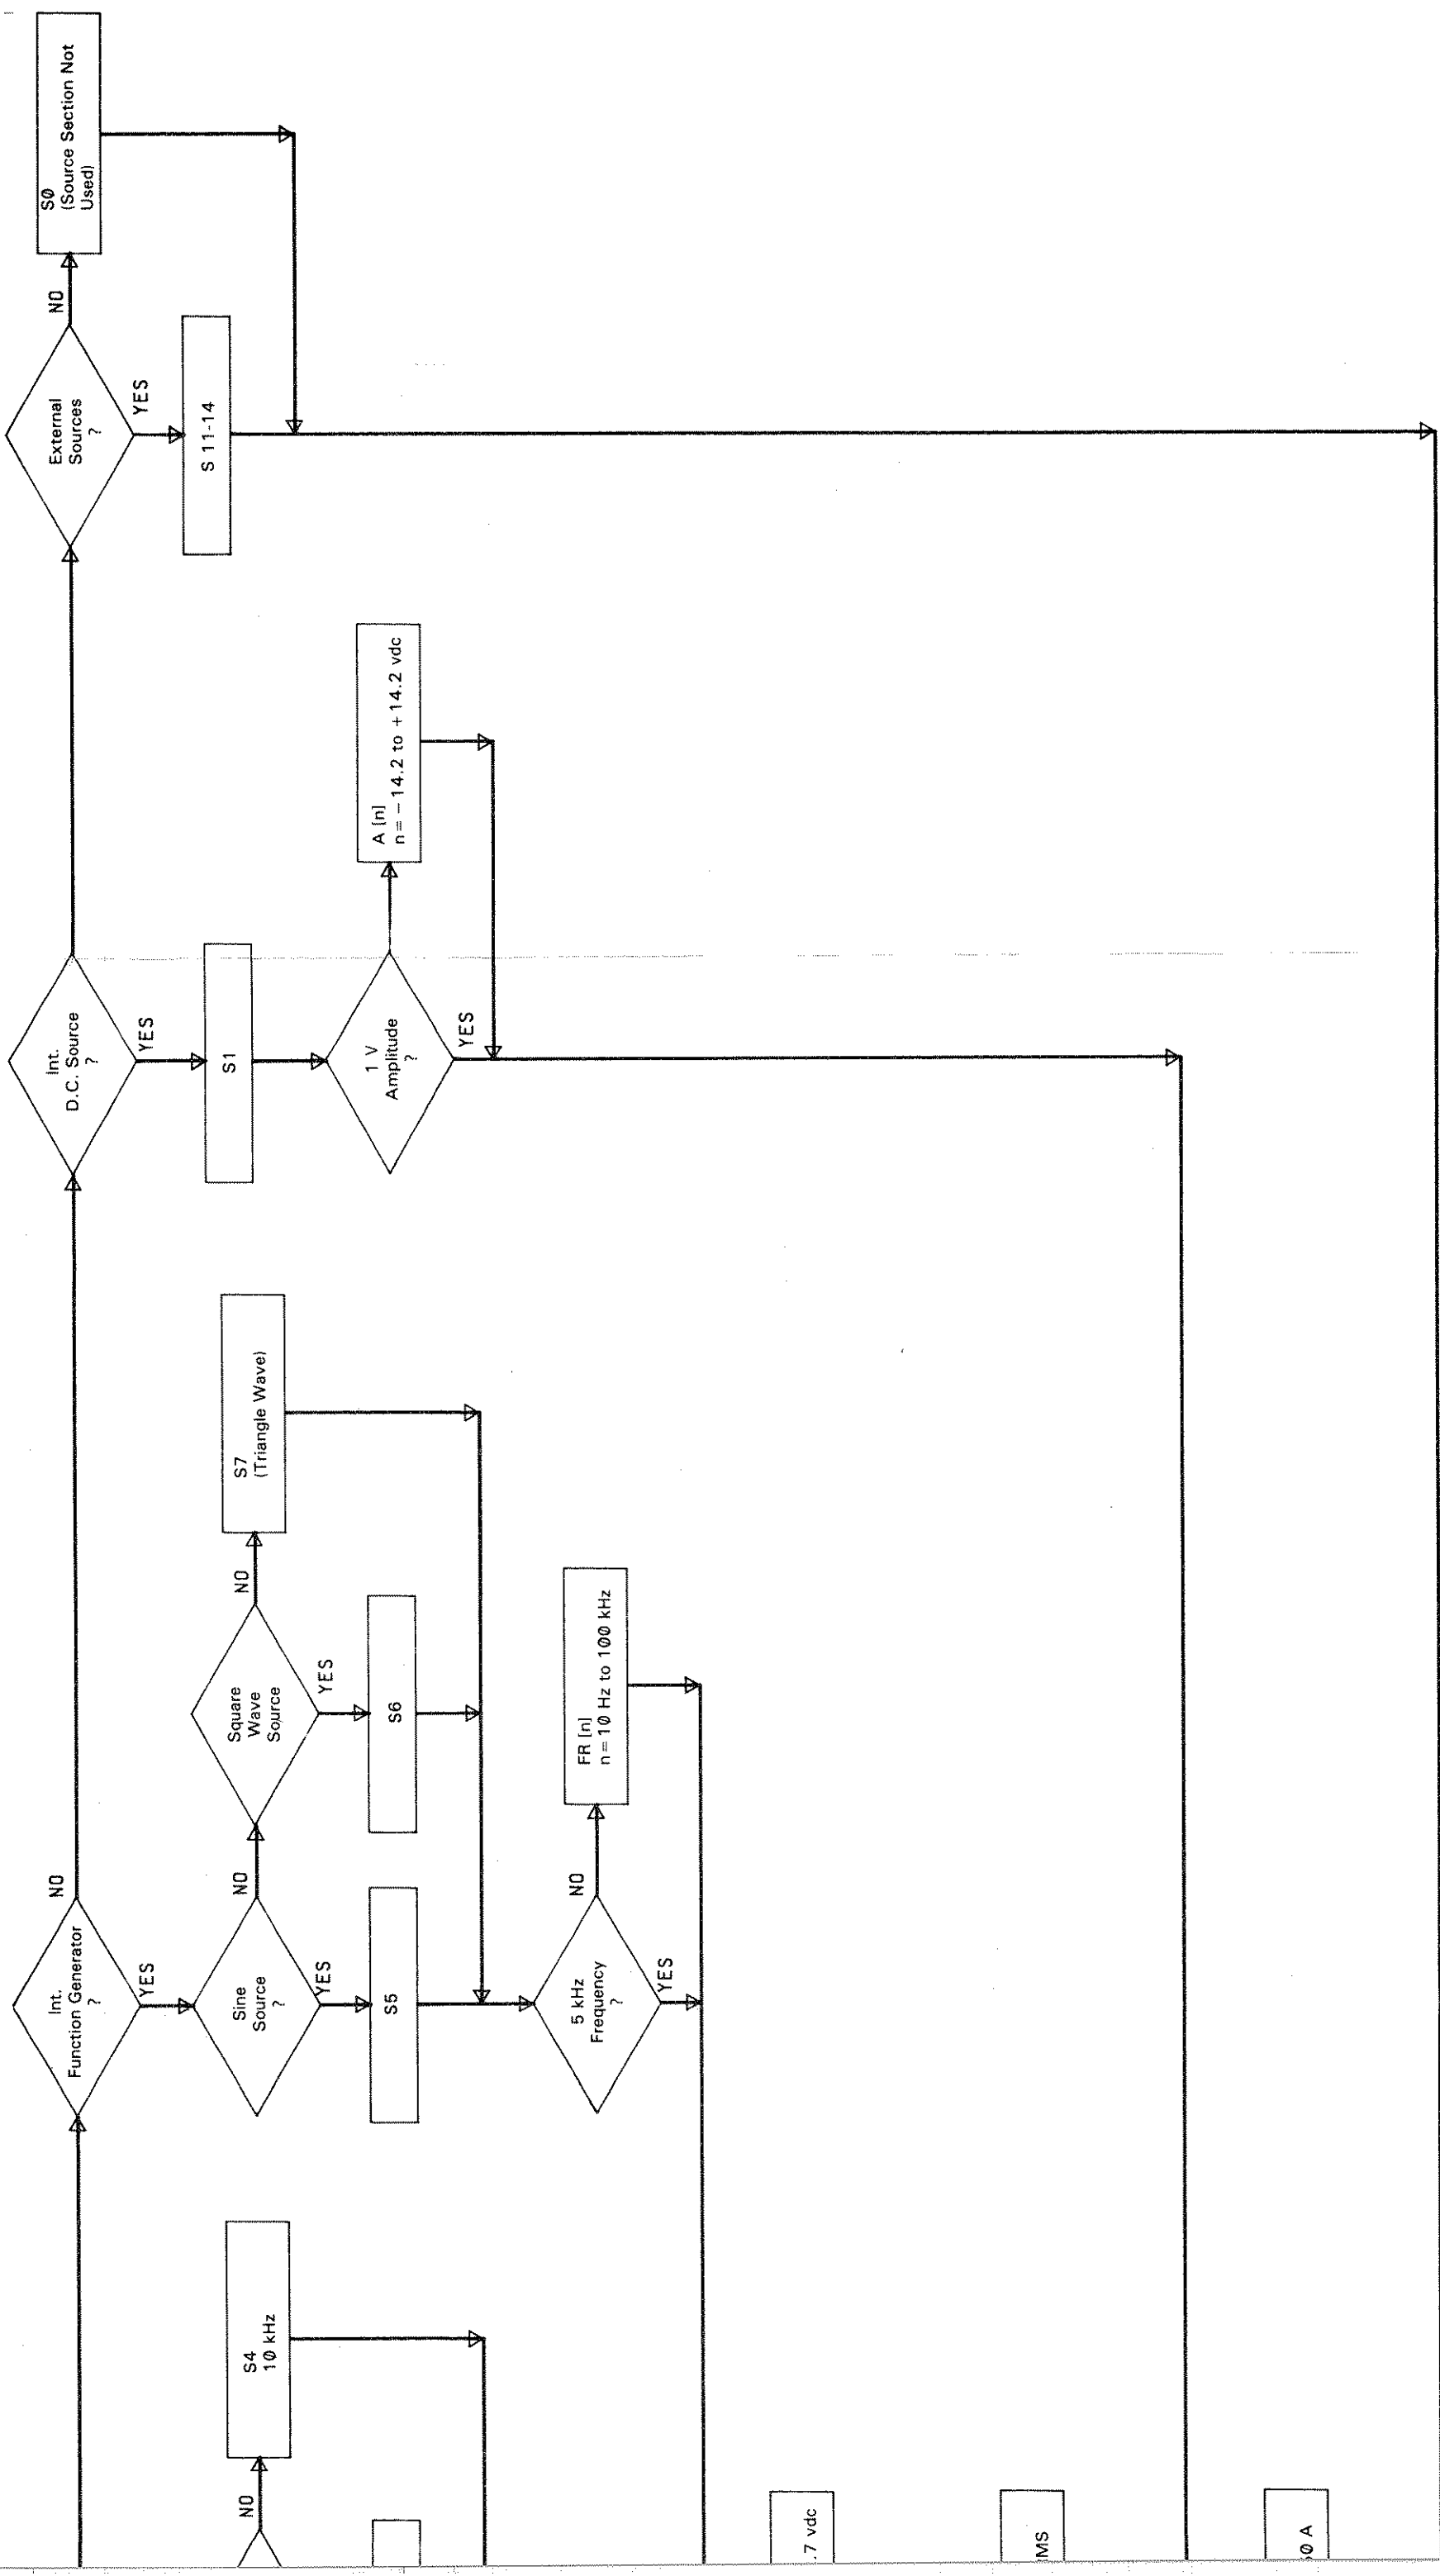 Int.
Function Generator
?
NO
YES
Int.
D.C. Source
?
YES
External
Sources
?
NO
YES
SØ
(Source Section Not
Used)
S 11-14
S4
1Ø kHz
NO
Sine
Source
?
NO
YES
S5
Square
Wave
Source
NO
YES
S6
S7
(Triangle Wave)
S1
1 V
Amplitude
?
YES
A [n]
n = – 14.2 to + 14.2 vdc
5 kHz
Frequency
?
NO
YES
FR [n]
n = 1Ø Hz to 1ØØ kHz
.7 vdc
MS
Ø A